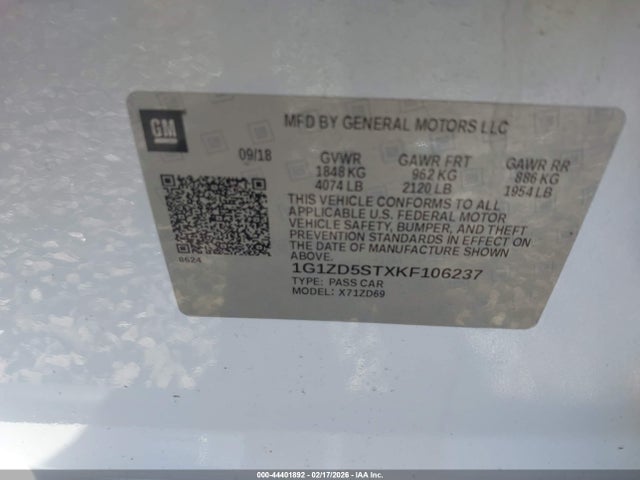 GM
MFD BY GENERAL MOTORS LLC
09/18 GVWR GAWR FRT GAWR RR
1848 KG 962 KG 886 KG
4074 LB 2120 LB 1954 LB
THIS VEHICLE CONFORMS TO ALL
APPLICABLE U.S. FEDERAL MOTOR
VEHICLE SAFETY, BUMPER, AND THEFT
PREVENTION STANDARDS IN EFFECT ON
THE DATE OF MANUFACTURE SHOWN
ABOVE.
8624
1G1ZD5STXKF106237
TYPE: PASS CAR
MODEL: X71ZD69
000-44401892 - 02/17/2026 - Copyright IAA, Inc.